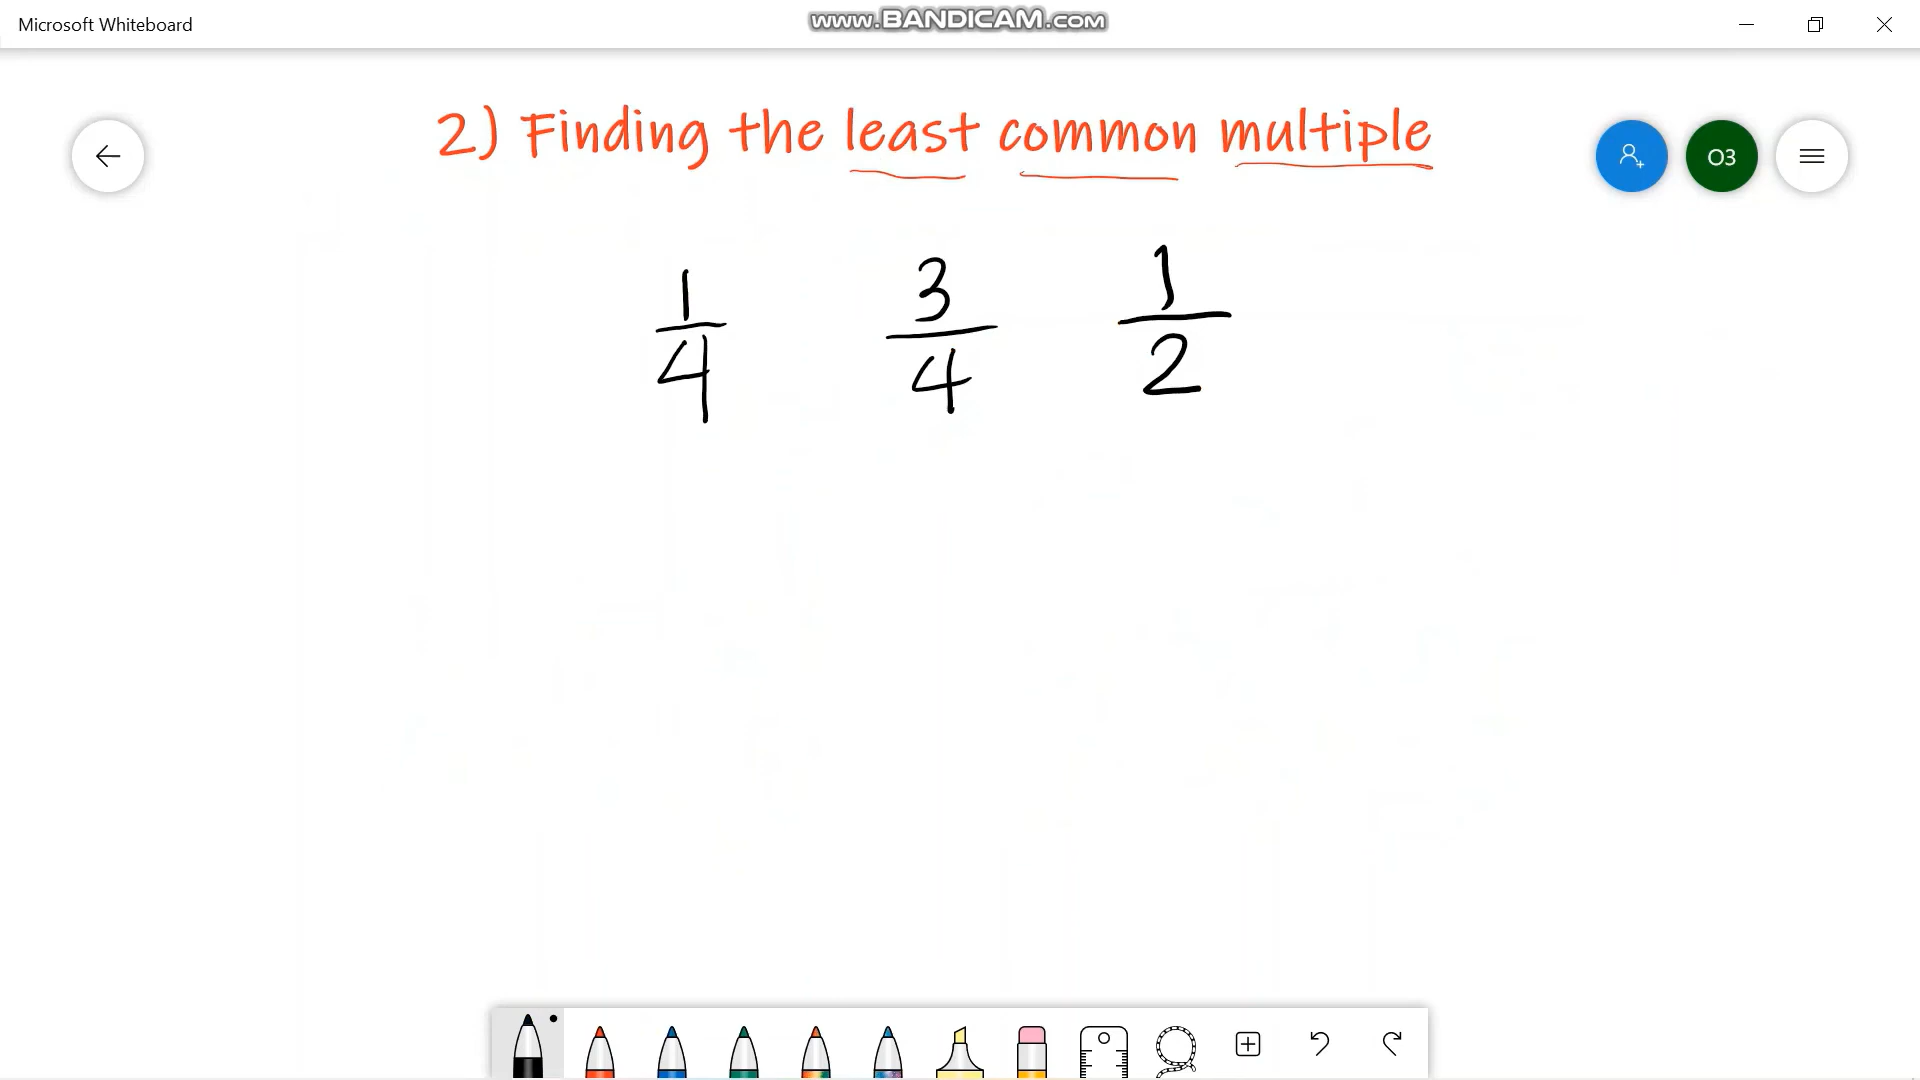 Microsoft Whiteboard
www.BANDICAM.com
2) Finding the least common multiple
O3
1/4 3/4 1/2